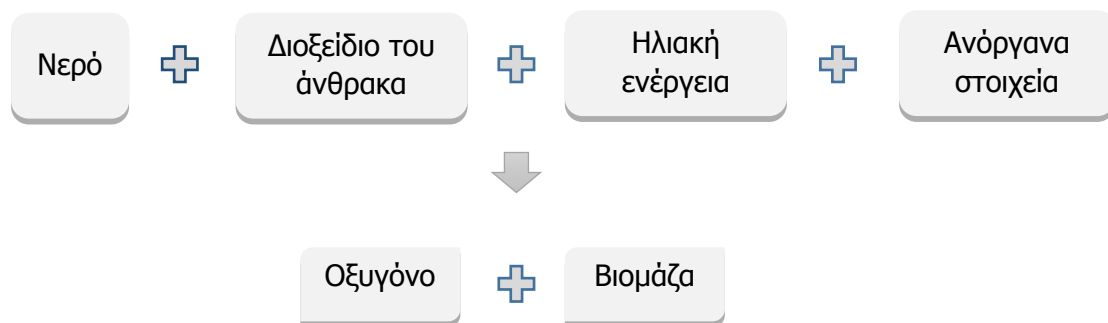 Νερό
Διοξείδιο του
άνθρακα
Ηλιακή
ενέργεια
Ανόργανα
στοιχεία
Οξυγόνο
Βιομάζα